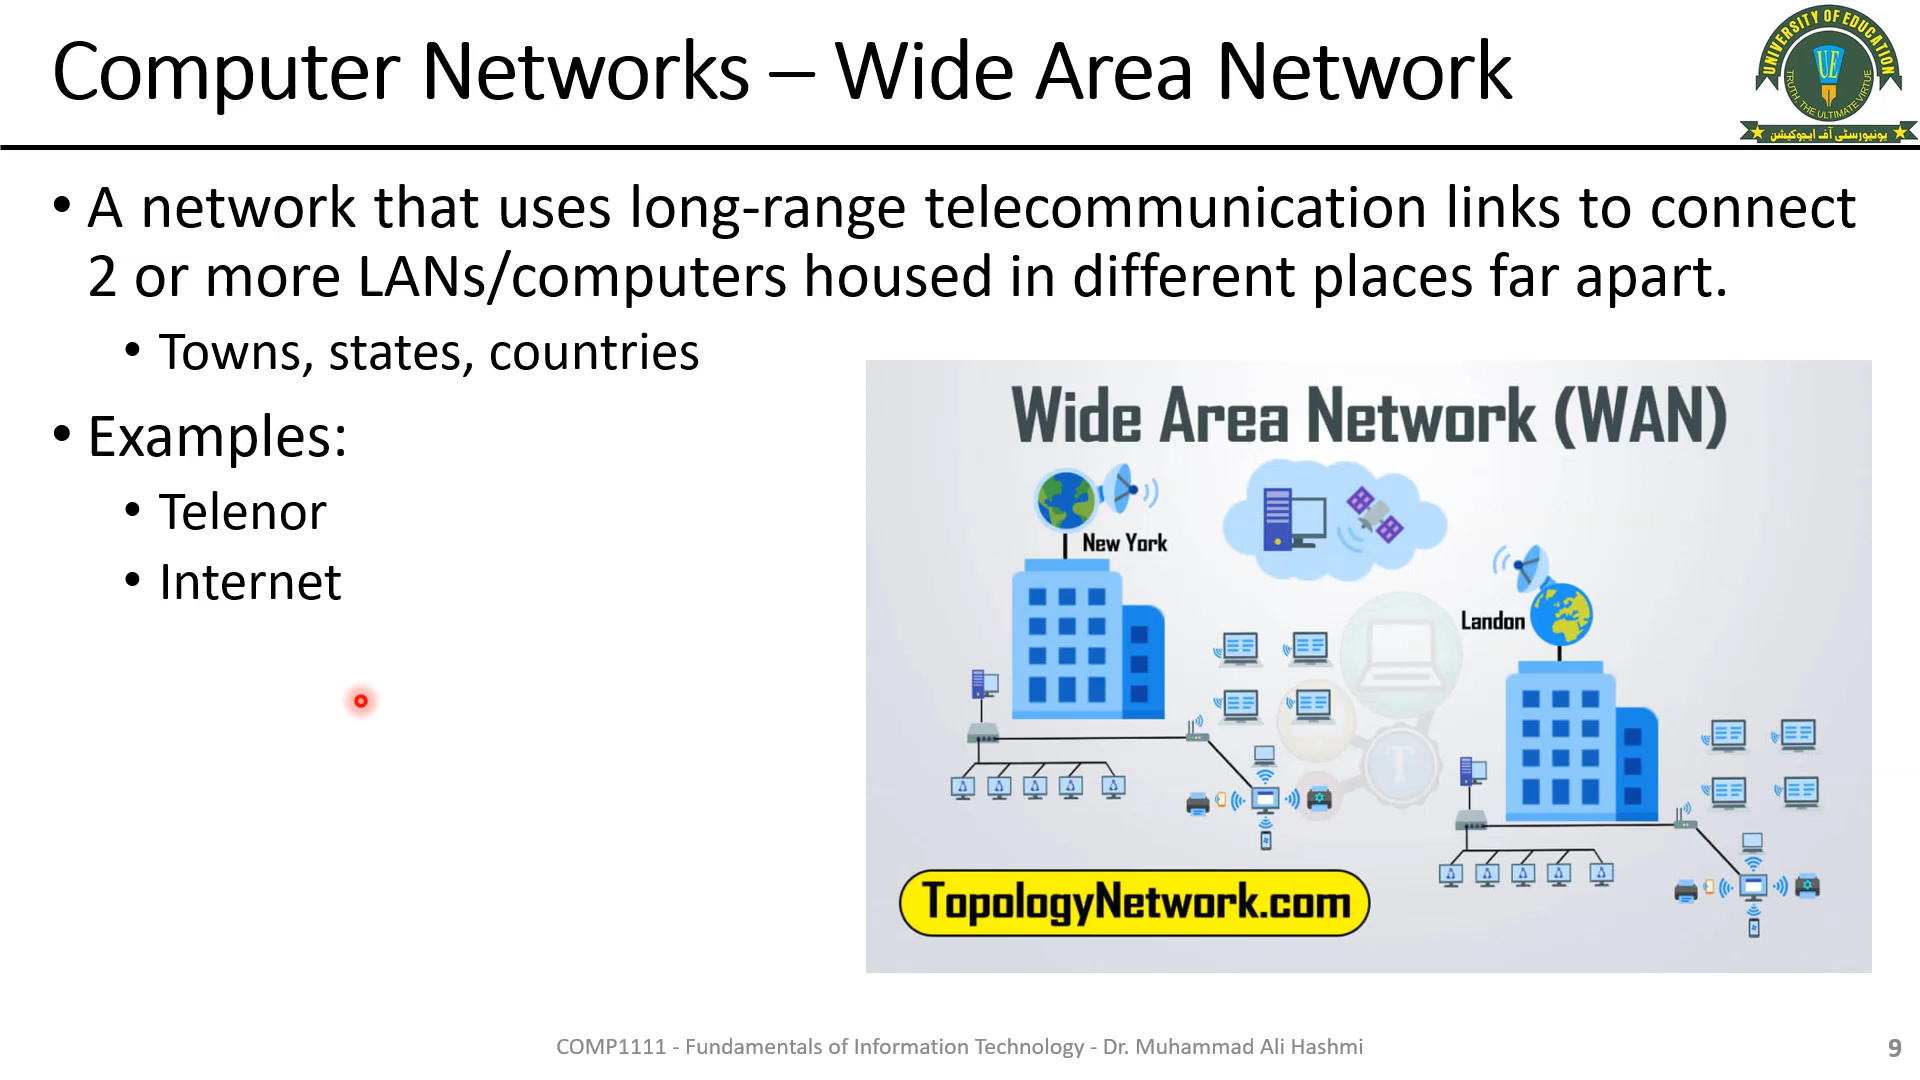 Computer Networks – Wide Area Network
UNIVERSITY OF EDUCATION
UE
TRUTH, THE ULTIMATE VIRTUE
یونیورسٹی آف ایجوکیشن
• A network that uses long-range telecommunication links to connect
2 or more LANs/computers housed in different places far apart.
• Towns, states, countries
• Examples:
• Telenor
• Internet
Wide Area Network (WAN)
New York
Landon
T
TopologyNetwork.com
COMP1111 - Fundamentals of Information Technology - Dr. Muhammad Ali Hashmi
9